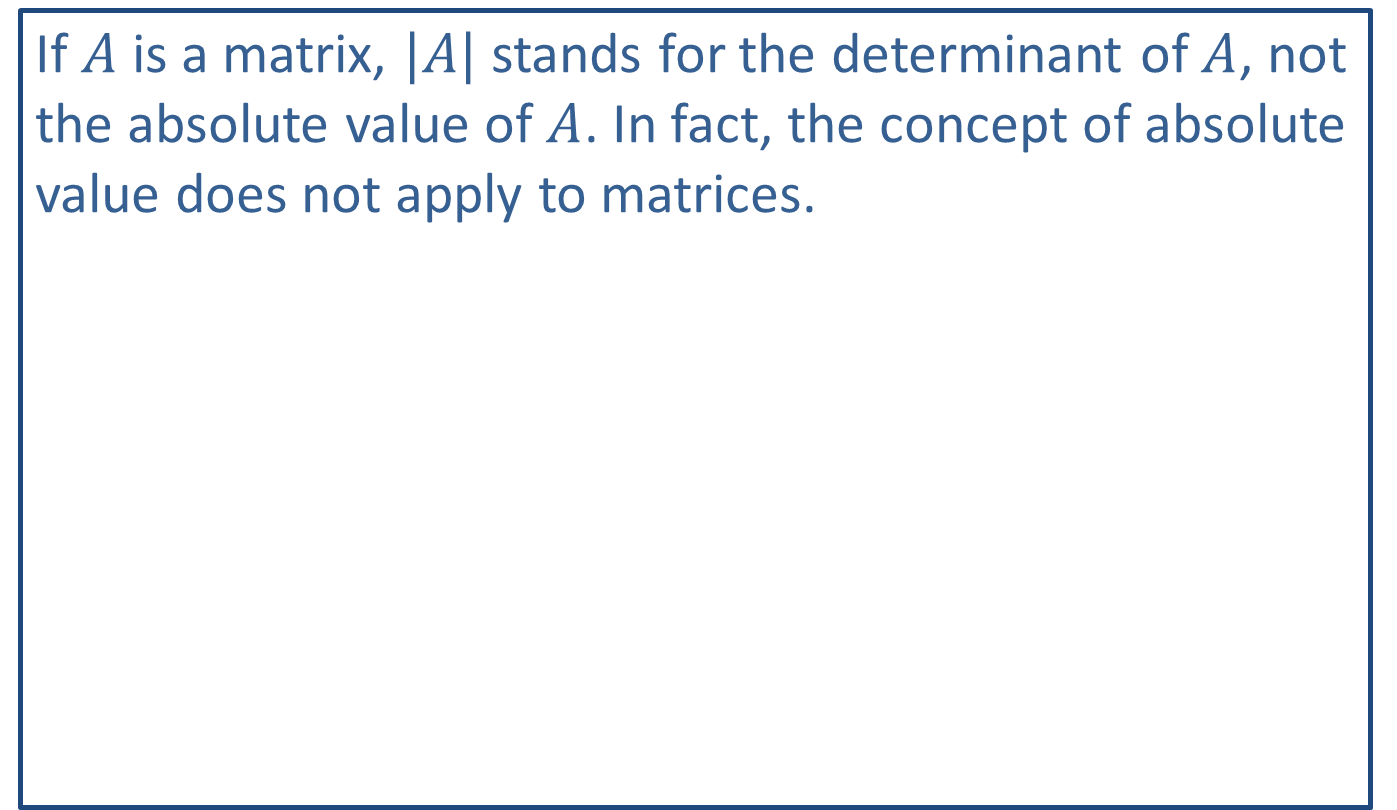 If A is a matrix, |A| stands for the determinant of A, not
the absolute value of A. In fact, the concept of absolute
value does not apply to matrices.